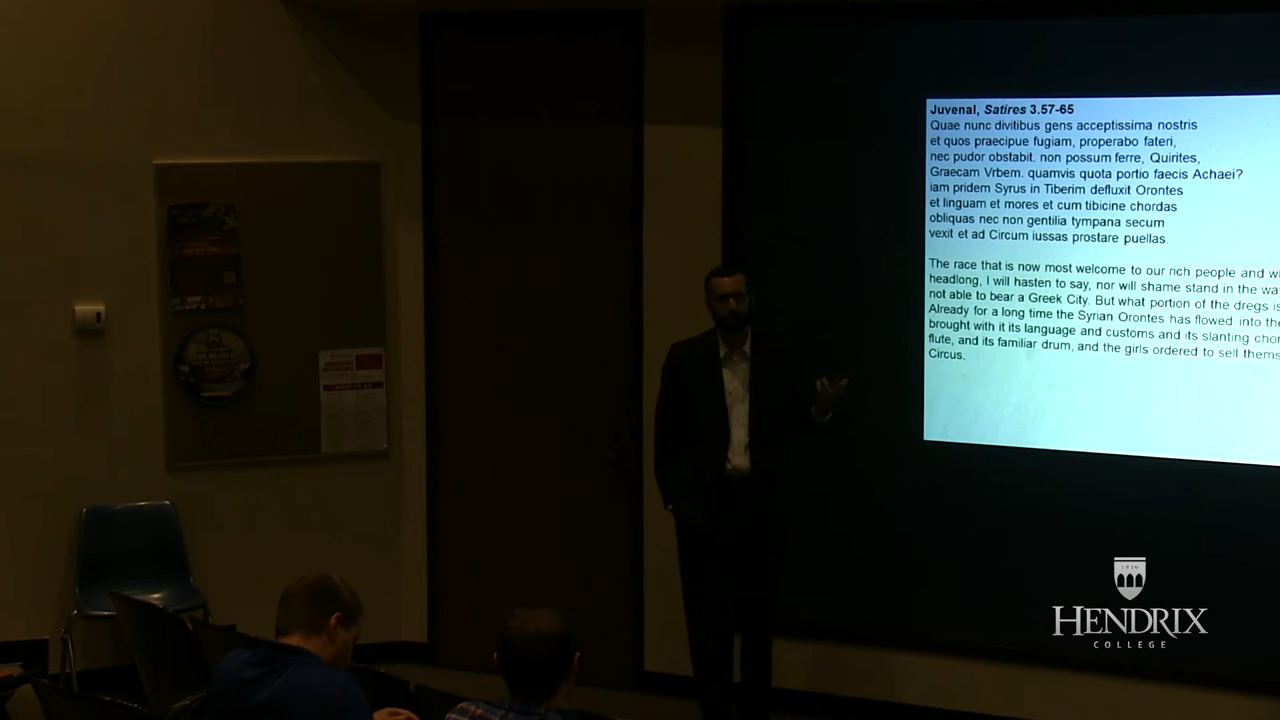 Juvenal, Satires 3.57-65
Quae nunc divitibus gens acceptissima nostris
et quos praecipue fugiam, properabo fateri,
nec pudor obstabit. non possum ferre, Quirites,
Graecam Vrbem. quamvis quota portio faecis Achaei?
iam pridem Syrus in Tiberim defluxit Orontes
et linguam et mores et cum tibicine chordas
obliquas nec non gentilia tympana secum
vexit et ad Circum iussas prostare puellas.
The race that is now most welcome to our rich people and
headlong, I will hasten to say, nor will shame stand in the
not able to bear a Greek City. But what portion of the dregs
Already for a long time the Syrian Orontes has flowed into
brought with it its language and customs and its slanting
flute, and its familiar drum, and the girls ordered to sell
Circus.
THE WORLD
1876
HENDRIX
COLLEGE